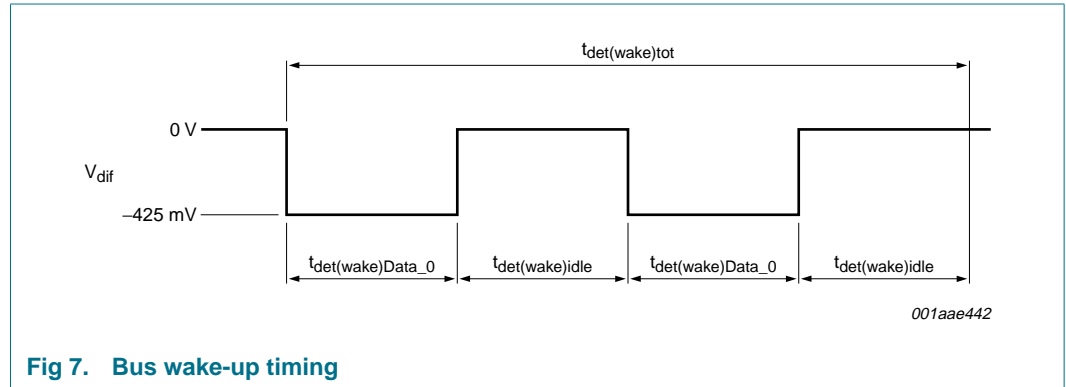 tdet(wake)tot
0 V
Vdif
−425 mV
tdet(wake)Data_0 tdet(wake)idle tdet(wake)Data_0 tdet(wake)idle
001aae442
Fig 7. Bus wake-up timing